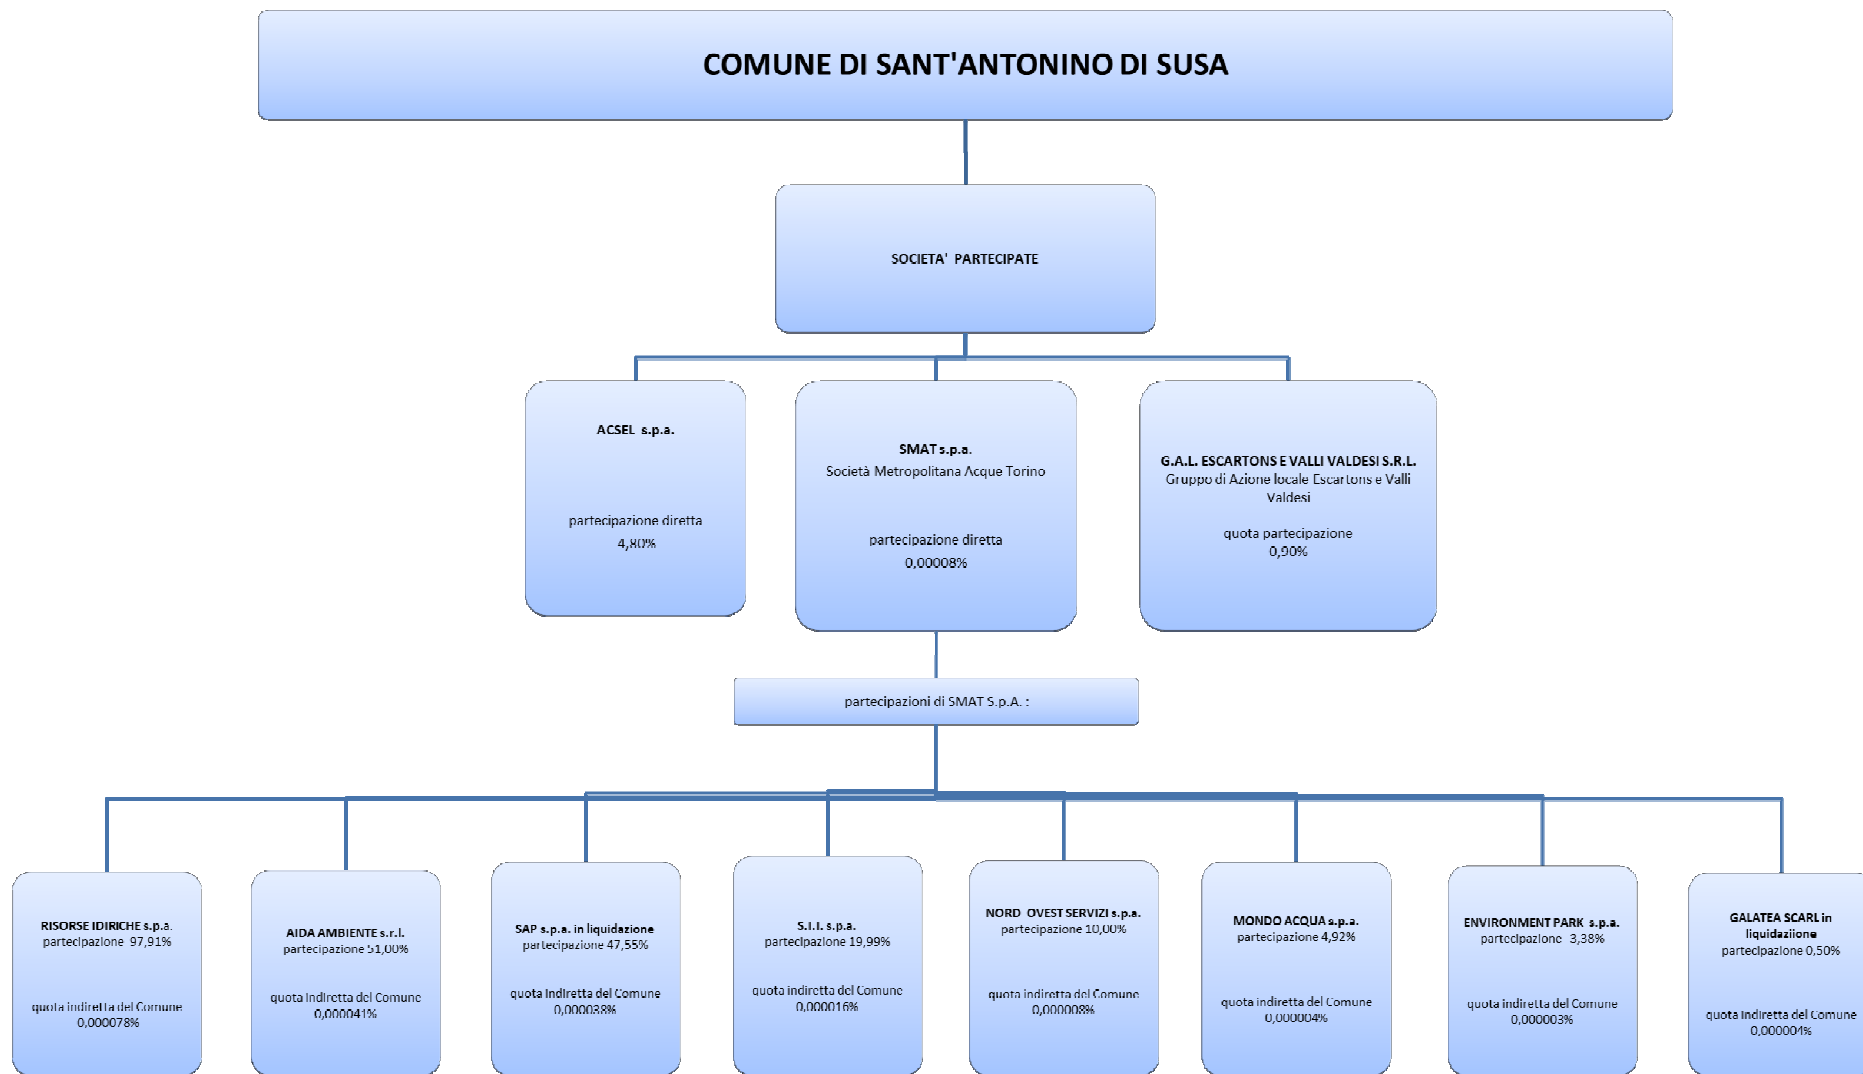 COMUNE DI SANT'ANTONINO DI SUSA
SOCIETA' PARTECIPATE
ACSEL s.p.a.
partecipazione diretta
4,80%
SMAT s.p.a.
Società Metropolitana Acque Torino
partecipazione diretta
0,00008%
G.A.L. ESCARTONS E VALLI VALDESI S.R.L.
Gruppo di Azione locale Escartons e Valli
Valdesi
quota partecipazione
0,90%
partecipazioni di SMAT S.p.A. :
RISORSE IDIRICHE s.p.a.
partecipazione 97,91%
quota indiretta del Comune
0,000078%
AIDA AMBIENTE s.r.l.
partecipazione 51,00%
quota indiretta del Comune
0,000041%
SAP s.p.a. in liquidazione
partecipazione 47,55%
quota indiretta del Comune
0,000038%
S.I.I. s.p.a.
partecipazione 19,99%
quota indiretta del Comune
0,000016%
NORD OVEST SERVIZI s.p.a.
partecipazione 10,00%
quota indiretta del Comune
0,000008%
MONDO ACQUA s.p.a.
partecipazione 4,92%
quota indiretta del Comune
0,000004%
ENVIRONMENT PARK s.p.a.
partecipazione 3,38%
quota indiretta del Comune
0,000003%
GALATEA SCARL in
liquidaziione
partecipazione 0,50%
quota indiretta del Comune
0,000004%